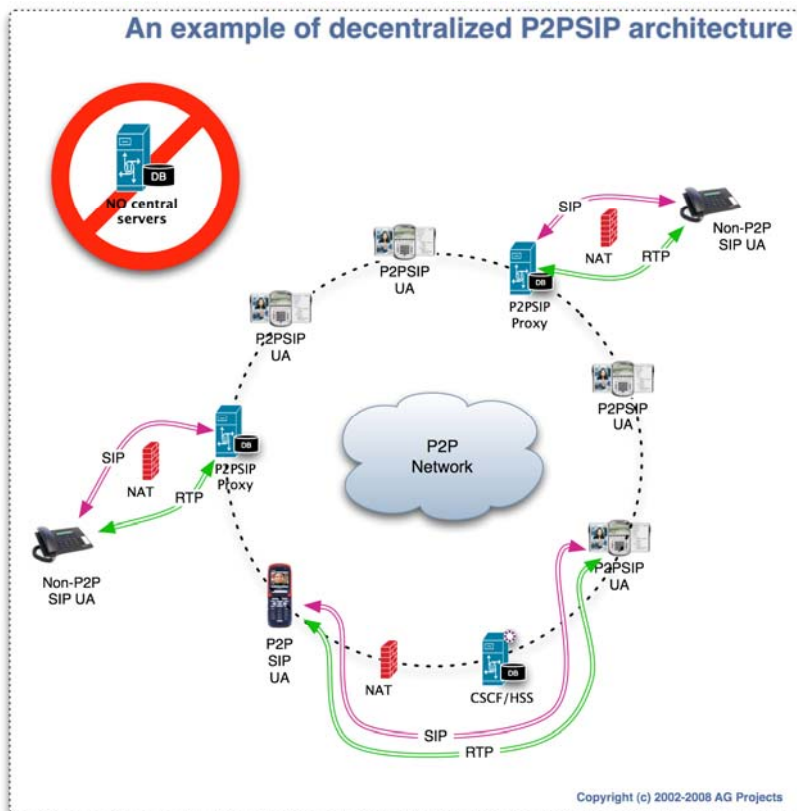 An example of decentralized P2PSIP architecture
DB
NO central
servers
SIP
NAT
RTP
Non-P2P
SIP UA
P2PSIP
UA
DB
P2PSIP
Proxy
P2PSIP
UA
P2PSIP
UA
P2P
Network
SIP
NAT
RTP
DB
P2PSIP
Proxy
Non-P2P
SIP UA
P2PSIP
UA
P2P
SIP
UA
NAT
DB
CSCF/HSS
SIP
RTP
Copyright (c) 2002-2008 AG Projects